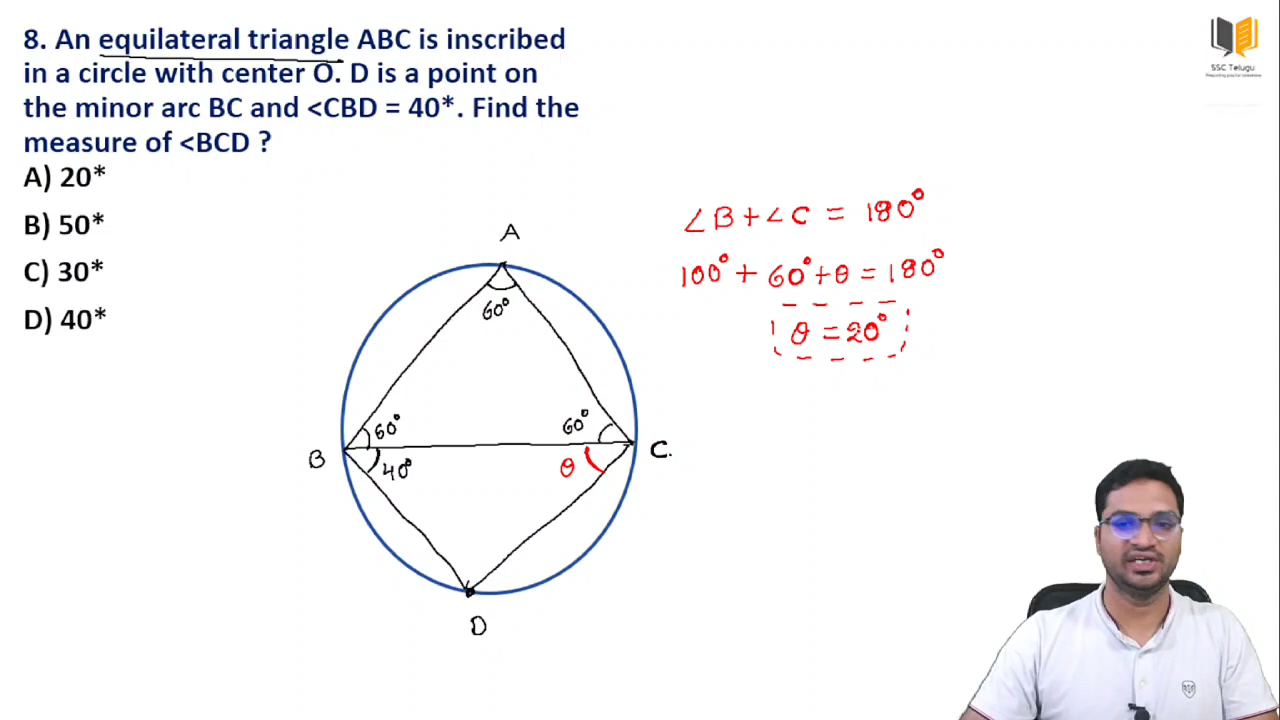 8. An equilateral triangle ABC is inscribed
in a circle with center O. D is a point on
the minor arc BC and <CBD = 40*. Find the
measure of <BCD ?
A) 20*
B) 50*
C) 30*
D) 40*
SSC Telugu
∠B+∠C = 180°
100° + 60°+θ = 180°
θ = 20°
A
60°
60°
60°
B
40°
θ
C.
D